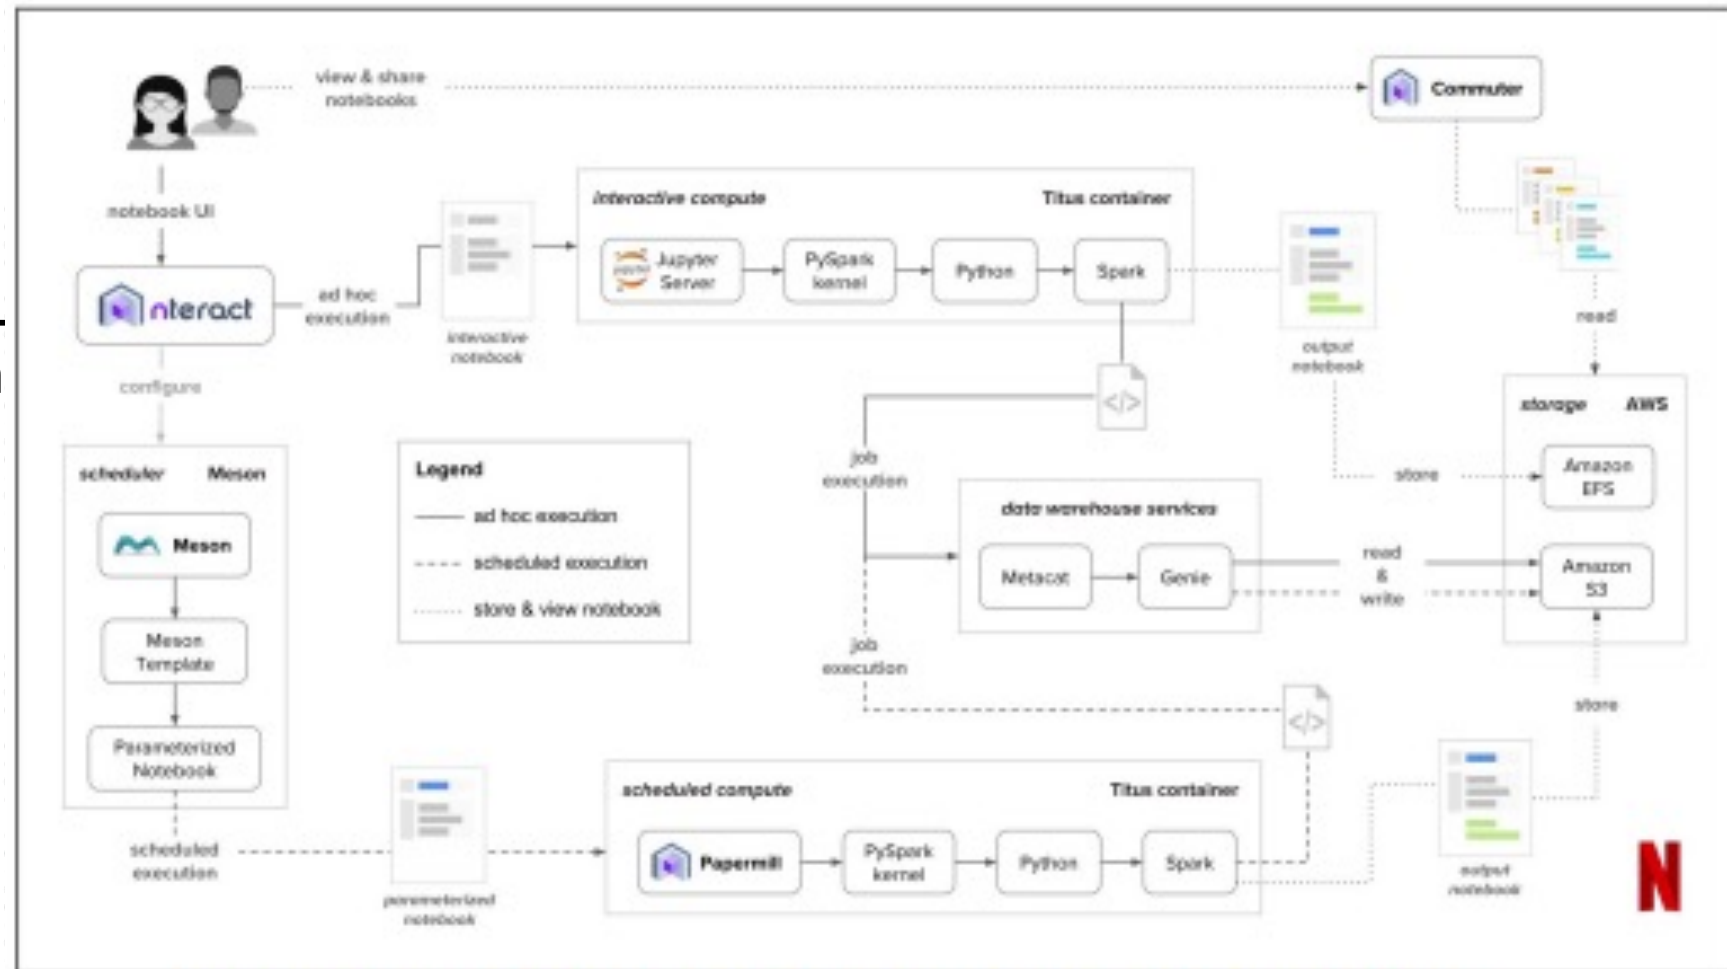 view & share
notebooks
Commuter
notebook UI
interactive compute
Titus container
Jupyter
Server
PySpark
kernel
Python
Spark
nteract
ad hoc
execution
interactive
notebook
output
notebook
read
configure
storage
AWS
scheduler
Meson
Legend
ad hoc execution
scheduled execution
store & view notebook
job
execution
store
Amazon
EFS
Meson
data warehouse services
Metacat
Genie
read
&
write
Amazon
S3
Meson
Template
job
execution
store
Parameterized
Notebook
scheduled
execution
parameterized
notebook
scheduled compute
Titus container
Papermill
PySpark
kernel
Python
Spark
output
notebook
N